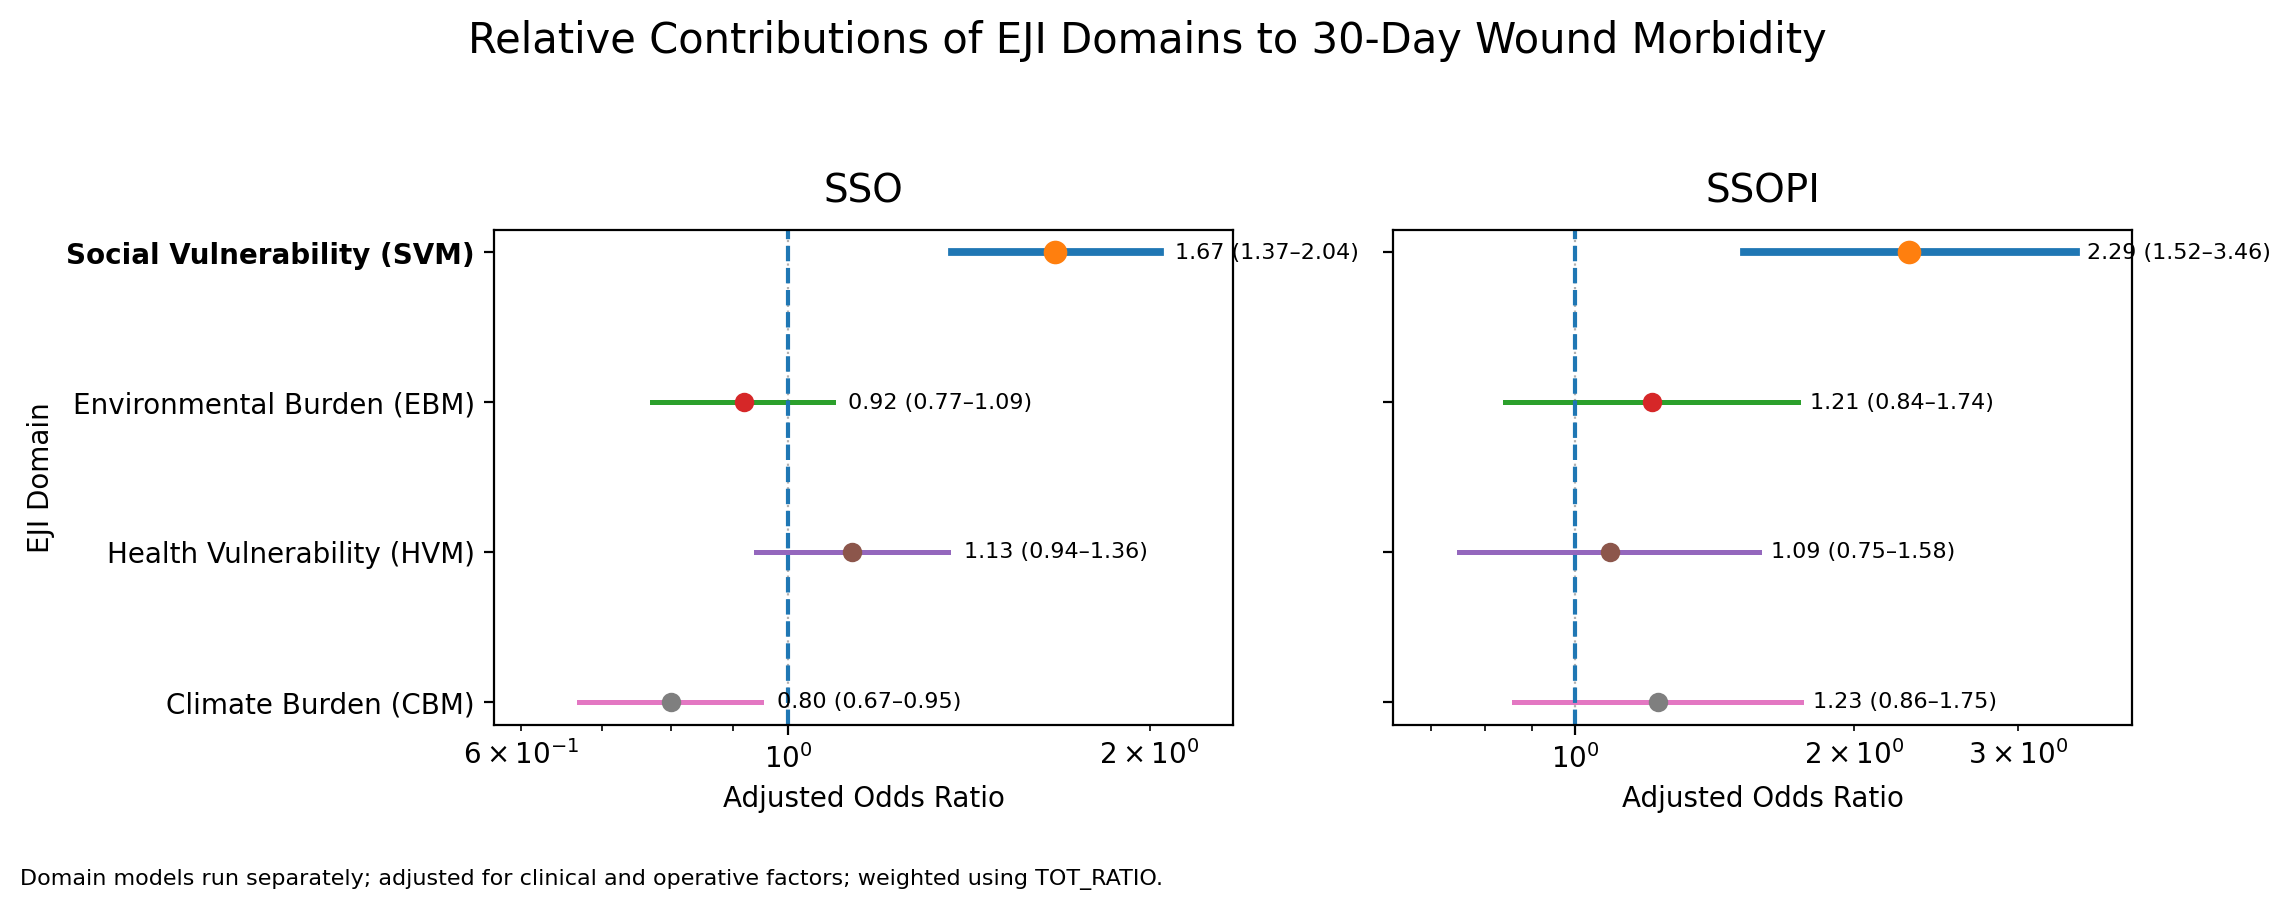 Relative Contributions of EJI Domains to 30-Day Wound Morbidity
SSO
SSOPI
EJI Domain
Social Vulnerability (SVM)
1.67 (1.37–2.04)
2.29 (1.52–3.46)
Environmental Burden (EBM)
0.92 (0.77–1.09)
1.21 (0.84–1.74)
Health Vulnerability (HVM)
1.13 (0.94–1.36)
1.09 (0.75–1.58)
Climate Burden (CBM)
0.80 (0.67–0.95)
1.23 (0.86–1.75)
6 × 10⁻¹
10⁰
2 × 10⁰
10⁰
2 × 10⁰
3 × 10⁰
Adjusted Odds Ratio
Adjusted Odds Ratio
Domain models run separately; adjusted for clinical and operative factors; weighted using TOT_RATIO.